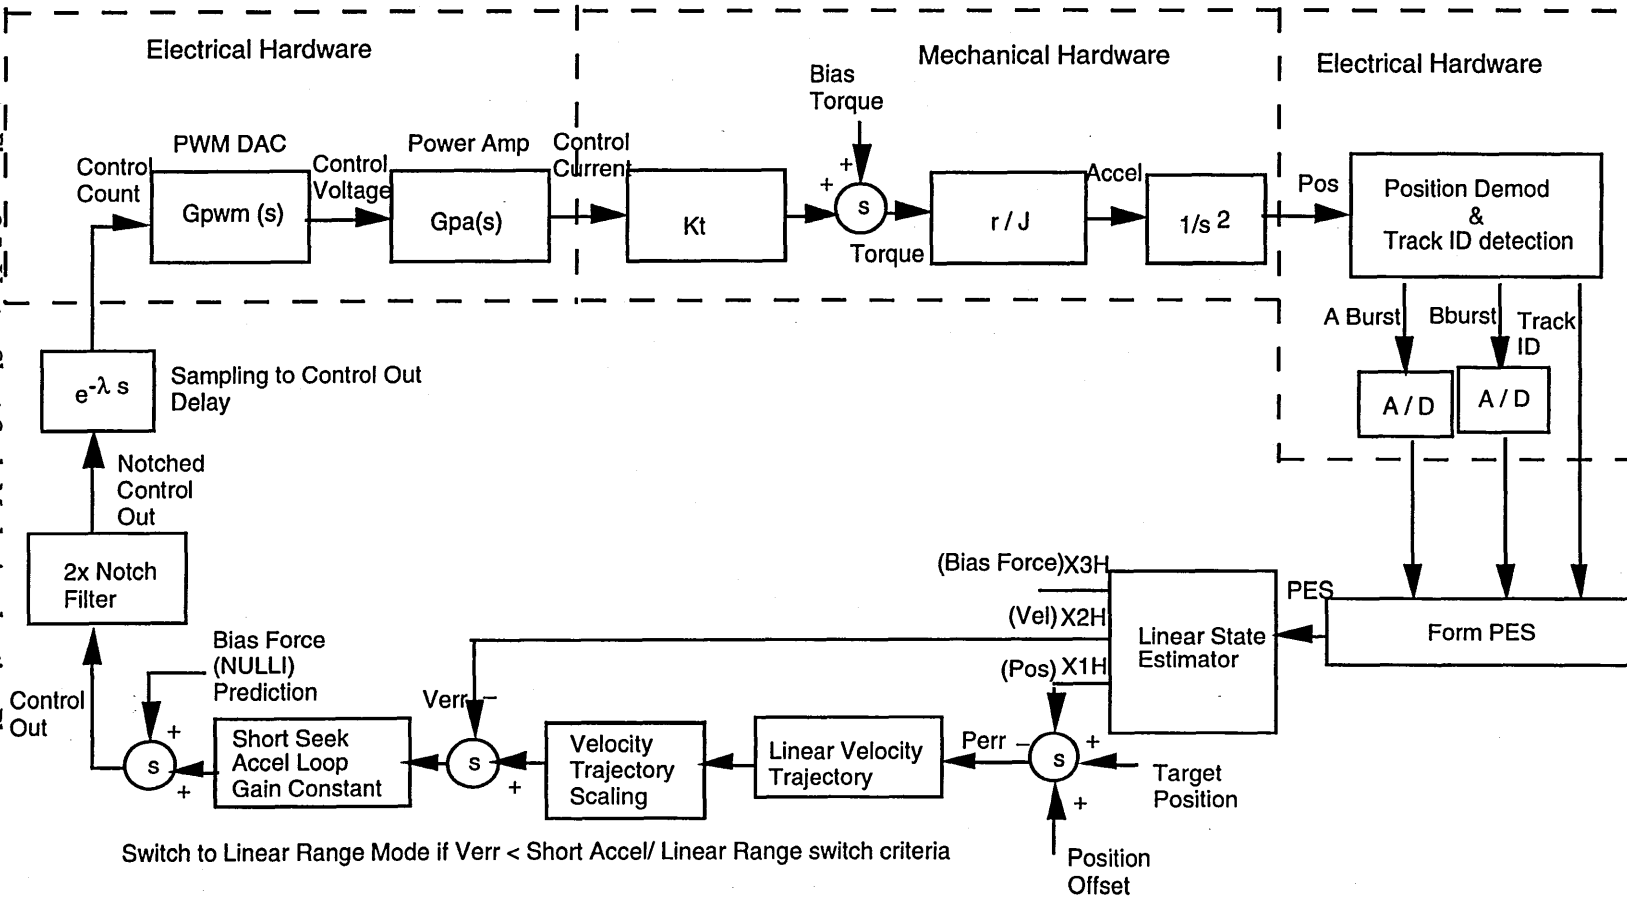 Electrical Hardware
Mechanical Hardware
Electrical Hardware
Bias
Torque
PWM DAC
Power Amp
Control
Current
Control
Count
Control
Voltage
Gpwm (s)
Gpa(s)
Kt
+
+
s
Torque
r / J
Accel
1/s 2
Pos
Position Demod
&
Track ID detection
A Burst
Bburst
Track
ID
A / D
A / D
e-λ s
Sampling to Control Out
Delay
Notched
Control
Out
2x Notch
Filter
(Bias Force) X3H
(Vel) X2H
(Pos) X1H
Linear State
Estimator
PES
Form PES
Bias Force
(NULLI)
Prediction
Control
Out
+
s
+
Short Seek
Accel Loop
Gain Constant
Verr
−
s
+
Velocity
Trajectory
Scaling
Linear Velocity
Trajectory
Perr
−
s
+
+
Target
Position
Position
Offset
Switch to Linear Range Mode if Verr < Short Accel/ Linear Range switch criteria